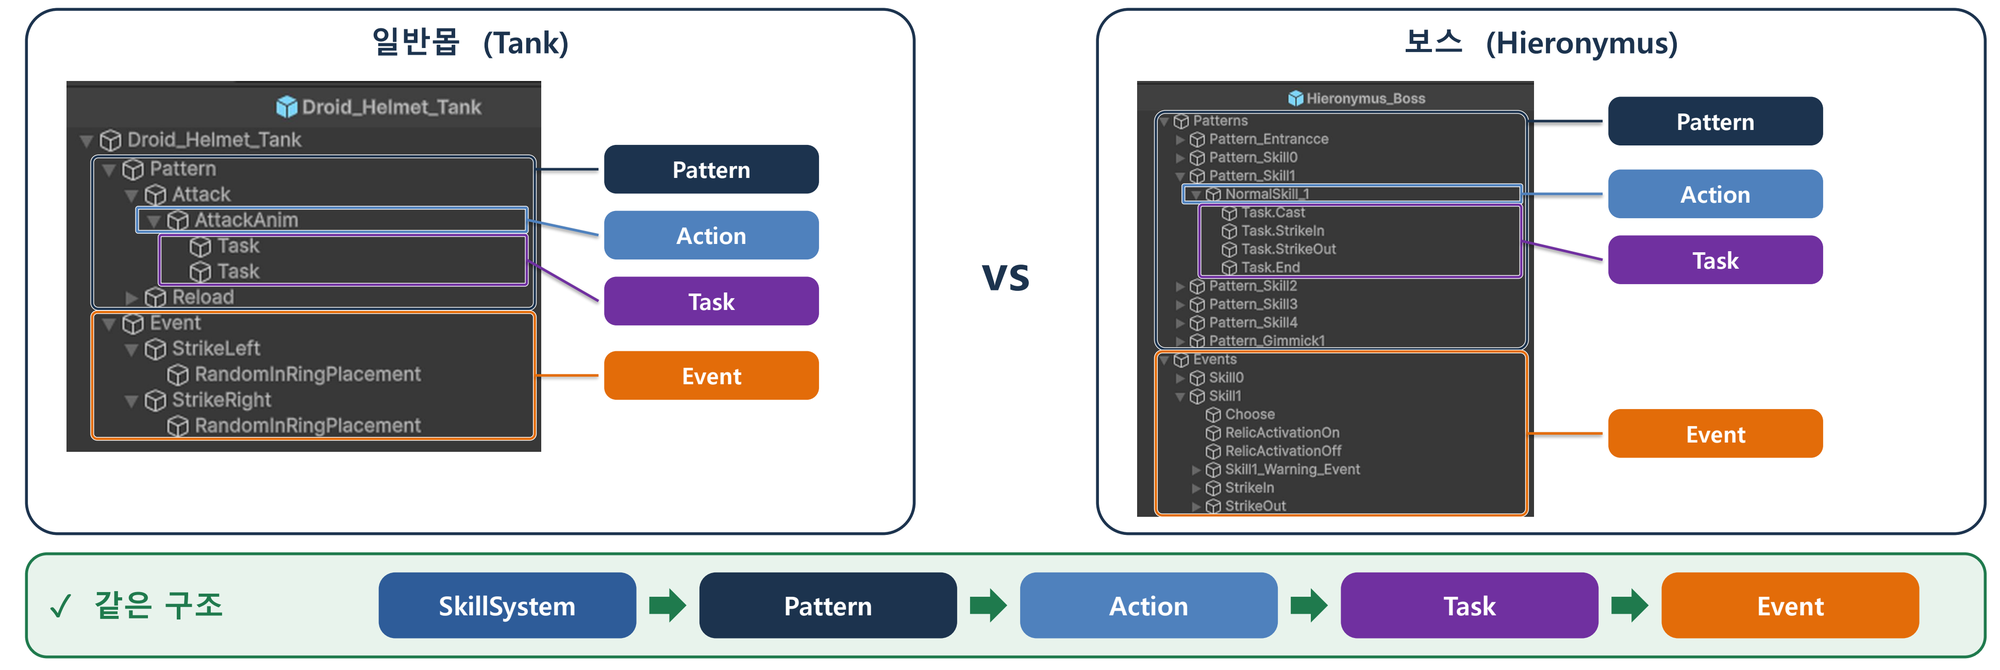 일반몹 (Tank)
Droid_Helmet_Tank
Droid_Helmet_Tank
Pattern
Attack
AttackAnim
Task
Task
Reload
Event
StrikeLeft
RandomInRingPlacement
StrikeRight
RandomInRingPlacement
Pattern
Action
Task
Event
VS
보스 (Hieronymus)
Hieronymus_Boss
Patterns
Pattern_Entrancce
Pattern_Skill0
Pattern_Skill1
NormalSkill_1
Task.Cast
Task.StrikeIn
Task.StrikeOut
Task.End
Pattern_Skill2
Pattern_Skill3
Pattern_Skill4
Pattern_Gimmick1
Events
Skill0
Skill1
Choose
RelicActivationOn
RelicActivationOff
Skill1_Warning_Event
StrikeIn
StrikeOut
Pattern
Action
Task
Event
✓ 같은 구조
SkillSystem
Pattern
Action
Task
Event